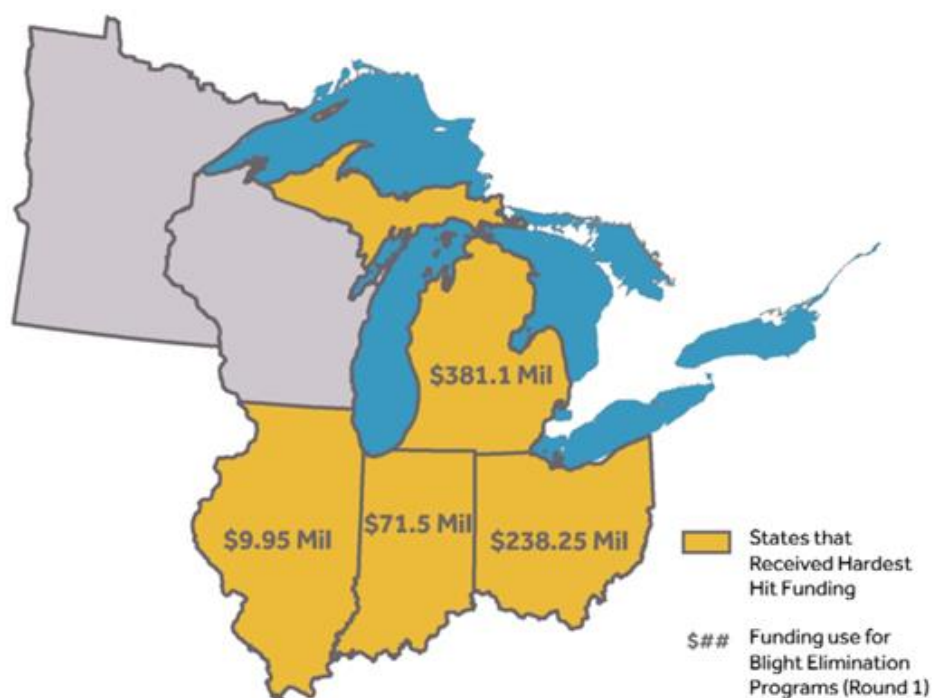 $381.1 Mil
$9.95 Mil
$71.5 Mil
$238.25 Mil
States that
Received Hardest
Hit Funding
$## Funding use for
Blight Elimination
Programs (Round 1)